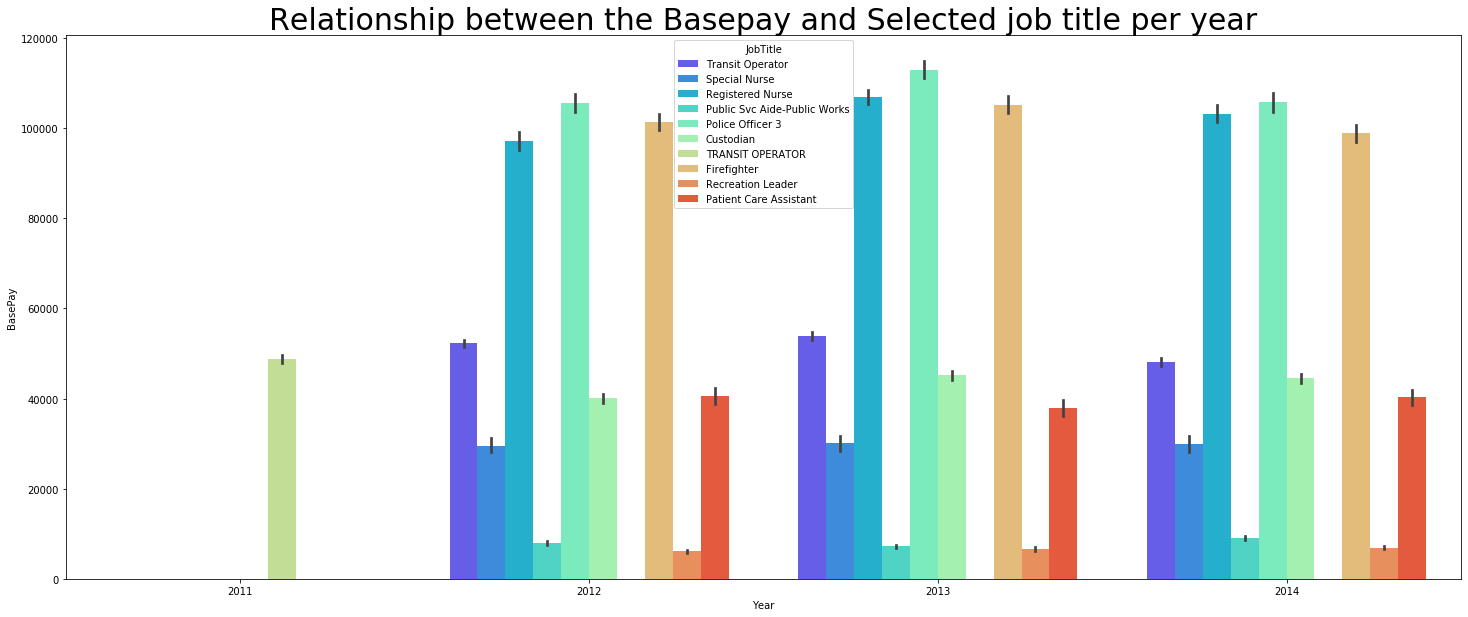 Relationship between the Basepay and Selected job title per year
120000
100000
80000
60000
40000
20000
0
BasePay
JobTitle
Transit Operator
Special Nurse
Registered Nurse
Public Svc Aide-Public Works
Police Officer 3
Custodian
TRANSIT OPERATOR
Firefighter
Recreation Leader
Patient Care Assistant
2011
2012
2013
2014
Year